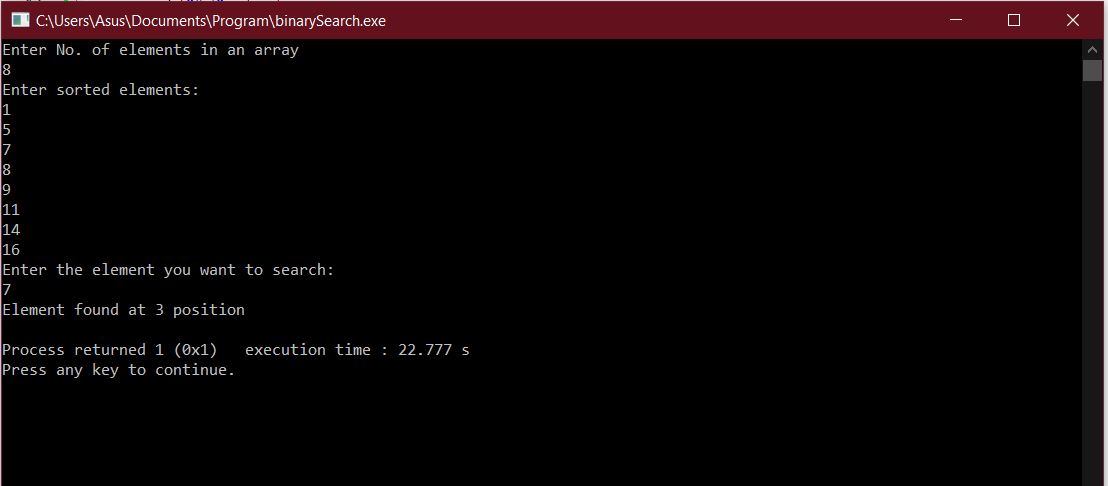 C:\Users\Asus\Documents\Program\binarySearch.exe
Enter No. of elements in an array
8
Enter sorted elements:
1
5
7
8
9
11
14
16
Enter the element you want to search:
7
Element found at 3 position
Process returned 1 (0x1)   execution time : 22.777 s
Press any key to continue.